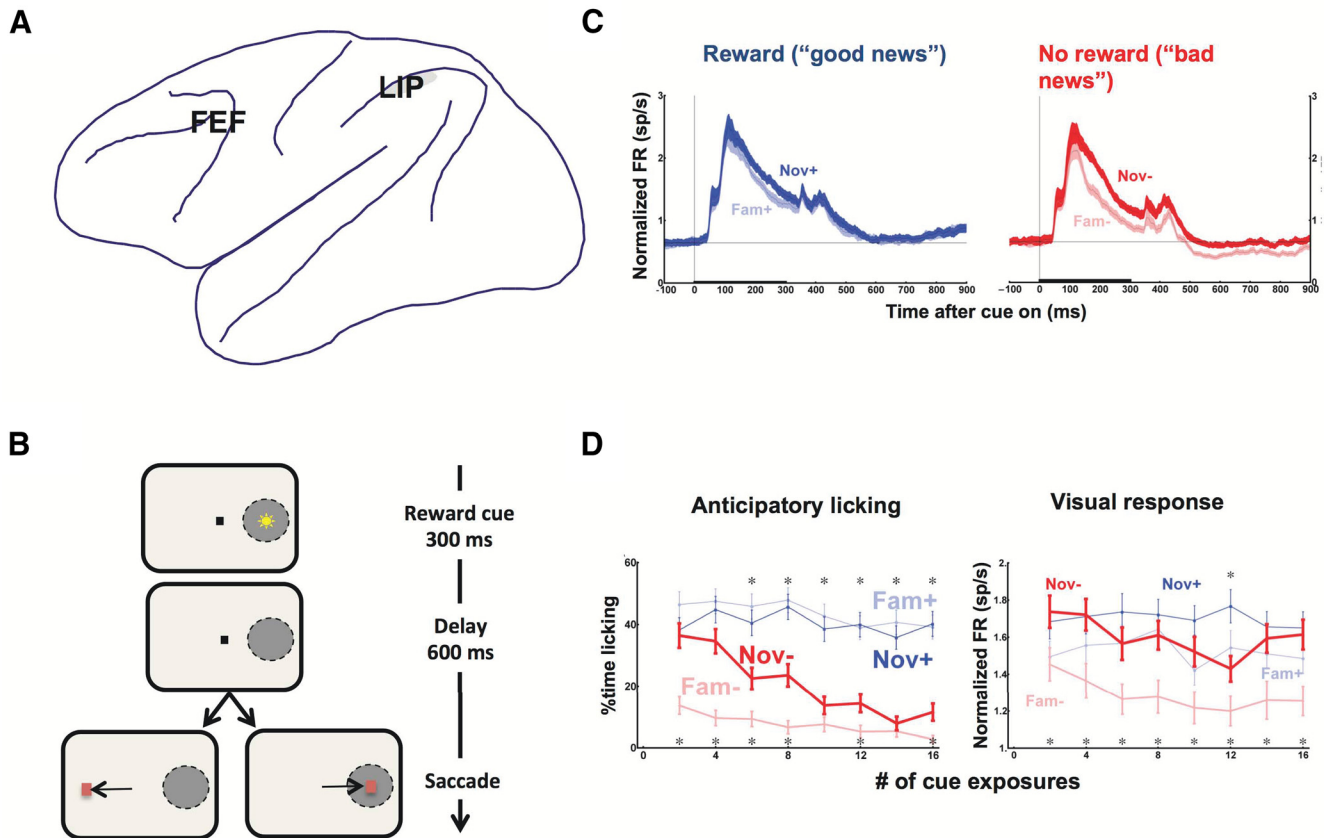 A
FEF
LIP
B
Reward cue
300 ms
Delay
600 ms
Saccade
C
Reward (“good
news”)
No reward (“bad
news”)
Normalized FR (sp/s)
3
2
1
0
Nov+
Fam+
-100 0 100 200 300 400 500 600 700 800 900
Nov-
Fam-
3
2
1
0
–100 0 100 200 300 400 500 600 700 800 900
Time after cue on (ms)
D
Anticipatory licking
%time licking
60
40
20
0
* * * * * *
Fam+
Nov+
Nov-
Fam-
* * * * * * *
0 4 8 12 16
Visual response
Normalized FR (sp/s)
2
1.8
1.6
1.4
1.2
1
Nov-
Nov+
*
Fam+
Fam-
* * * * * * * *
0 4 8 12 16
# of cue exposures